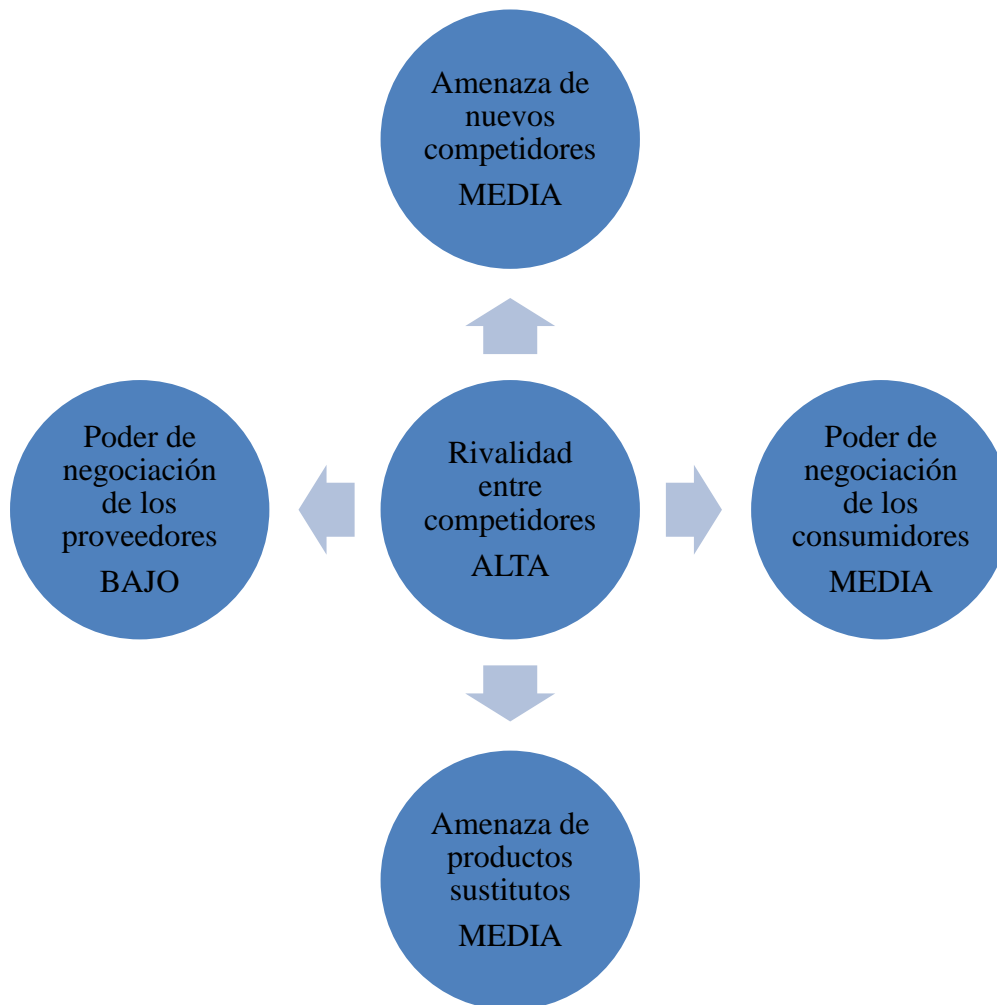 Amenaza de
nuevos
competidores
MEDIA
Poder de
negociación
de los
proveedores
BAJO
Rivalidad
entre
competidores
ALTA
Poder de
negociación
de los
consumidores
MEDIA
Amenaza de
productos
sustitutos
MEDIA